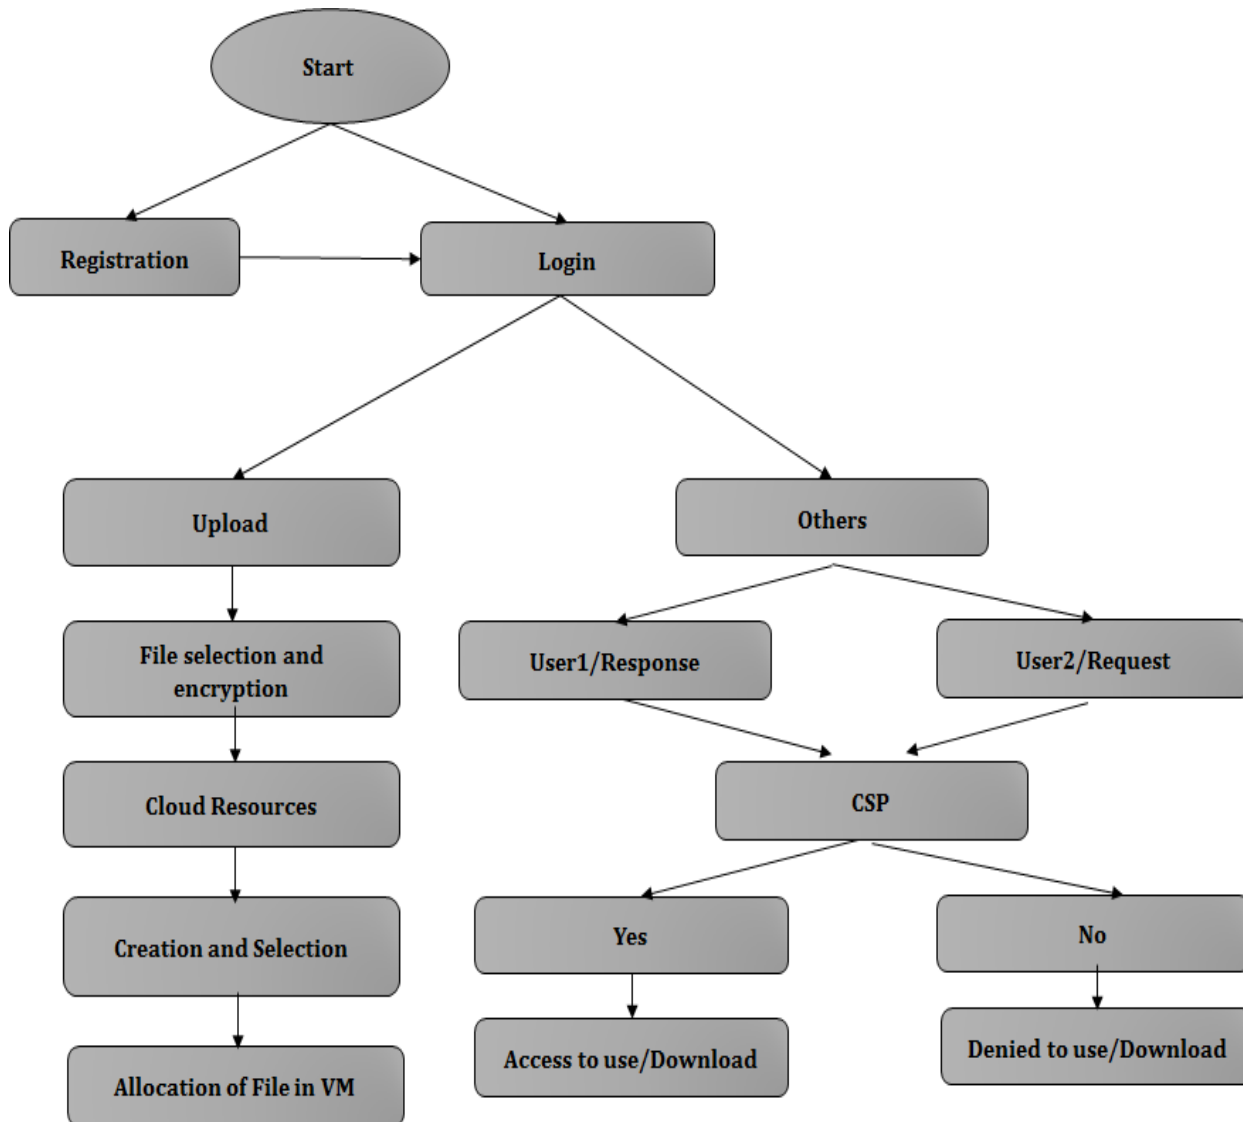 Start
Registration
Login
Upload
Others
File selection and
encryption
User1/Response
User2/Request
Cloud Resources
CSP
Creation and Selection
Yes
No
Allocation of File in VM
Access to use/Download
Denied to use/Download